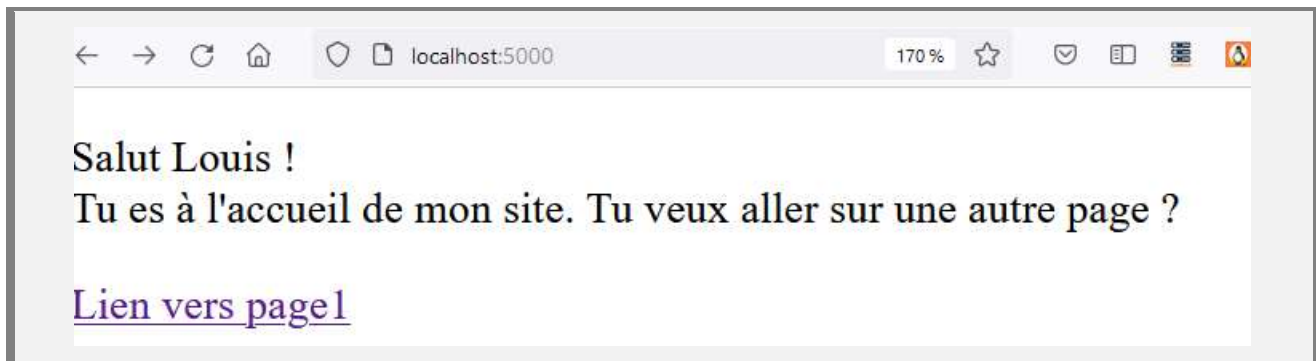 localhost:5000 170 %
Salut Louis !
Tu es à l'accueil de mon site. Tu veux aller sur une autre page ?
Lien vers page1